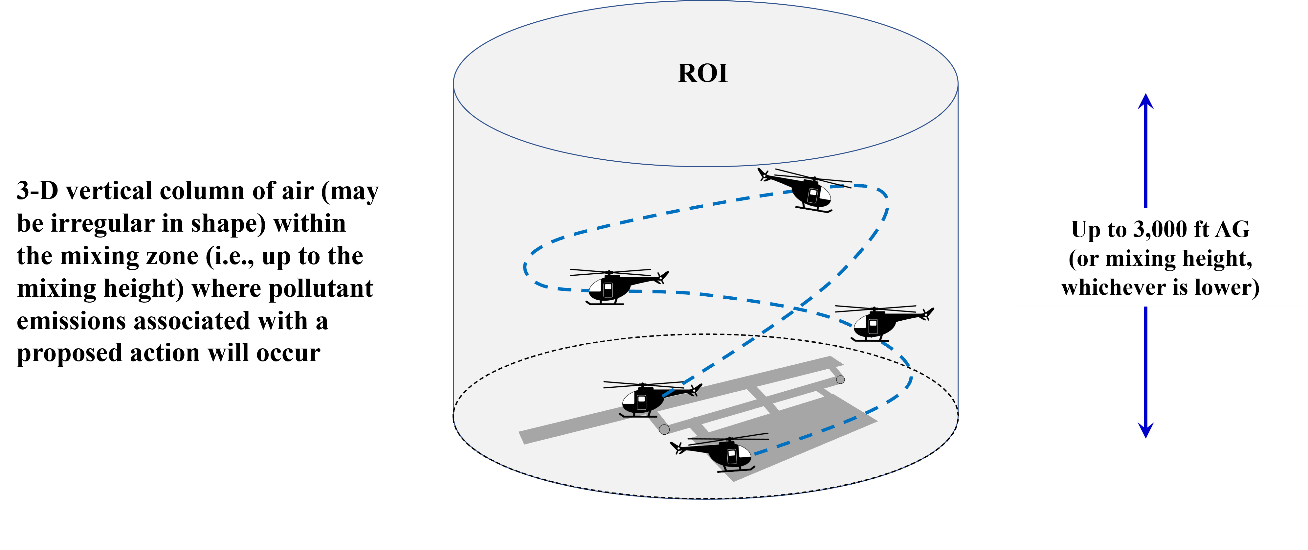 ROI
3-D vertical column of air (may
be irregular in shape) within
the mixing zone (i.e., up to the
mixing height) where pollutant
emissions associated with a
proposed action will occur
Up to 3,000 ft AG
(or mixing height,
whichever is lower)